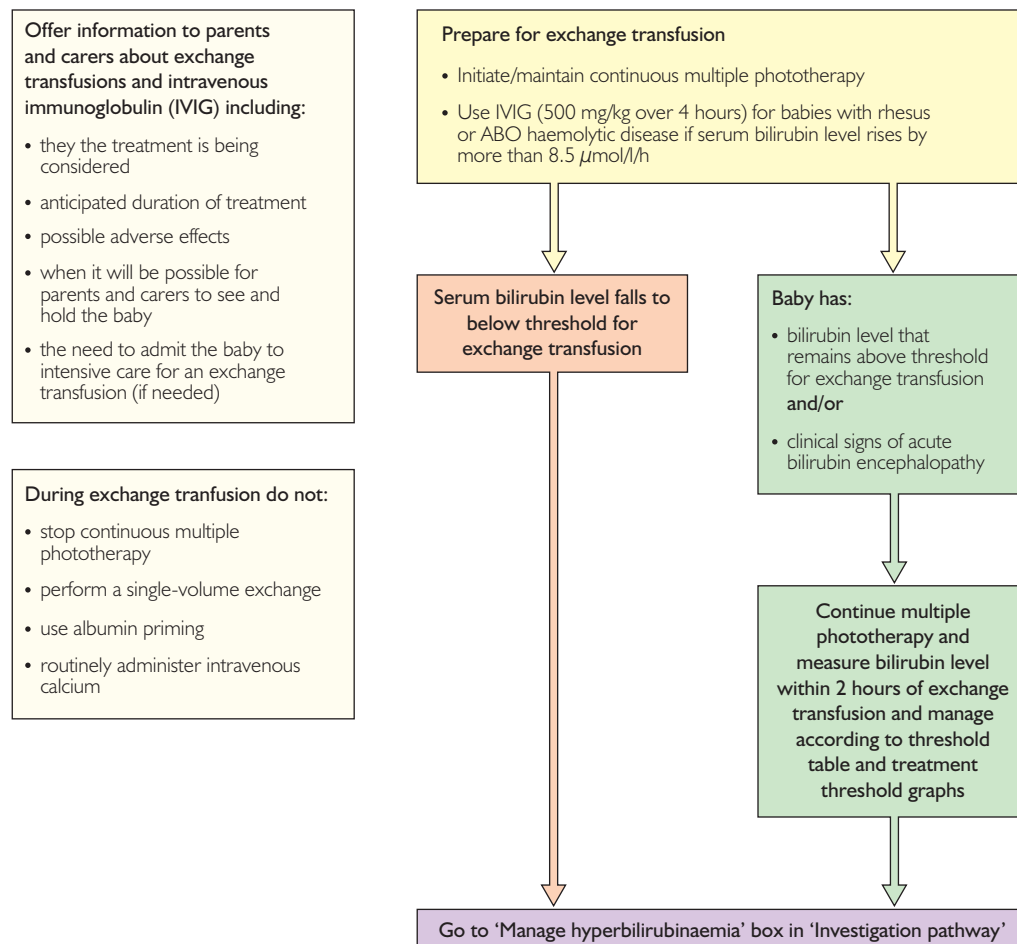 Offer information to parents
and carers about exchange
transfusions and intravenous
immunoglobulin (IVIG) including:
• they the treatment is being
considered
• anticipated duration of treatment
• possible adverse effects
• when it will be possible for
parents and carers to see and
hold the baby
• the need to admit the baby to
intensive care for an exchange
transfusion (if needed)
During exchange tranfusion do not:
• stop continuous multiple
phototherapy
• perform a single-volume exchange
• use albumin priming
• routinely administer intravenous
calcium
Prepare for exchange transfusion
• Initiate/maintain continuous multiple phototherapy
• Use IVIG (500 mg/kg over 4 hours) for babies with rhesus
or ABO haemolytic disease if serum bilirubin level rises by
more than 8.5 μmol/l/h
Serum bilirubin level falls to
below threshold for
exchange transfusion
Baby has:
• bilirubin level that
remains above threshold
for exchange transfusion
and/or
• clinical signs of acute
bilirubin encephalopathy
Continue multiple
phototherapy and
measure bilirubin level
within 2 hours of exchange
transfusion and manage
according to threshold
table and treatment
threshold graphs
Go to ‘Manage hyperbilirubinaemia’ box in ‘Investigation pathway’